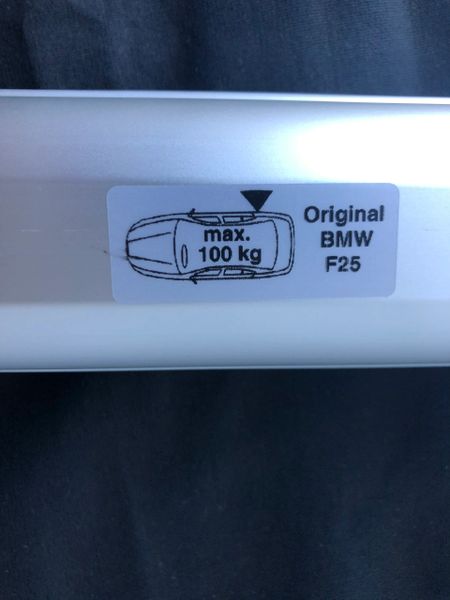 max.
100 kg
Original
BMW
F25